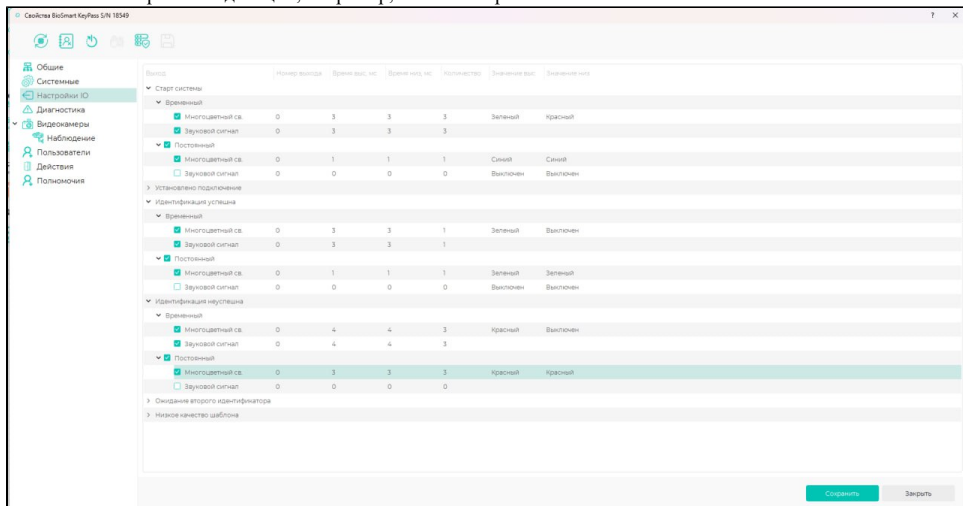 Свойства BioSmart KeyPass S/N 18549 ? X
Общие
Системные
Настройки IO
Диагностика
Видеокамеры
Наблюдение
Пользователи
Действия
Полномочия
Выход Номер выхода Время выс, мс Время низ, мс Количество Значение выс Значение низ
Старт системы
Временный
Многоцветный св. 0 3 3 3 Зеленый Красный
Звуковой сигнал 0 3 3 3
Постоянный
Многоцветный св. 0 1 1 1 Синий Синий
Звуковой сигнал 0 0 0 0 Выключен Выключен
Установлено подключение
Идентификация успешна
Временный
Многоцветный св. 0 3 3 1 Зеленый Выключен
Звуковой сигнал 0 3 3 1
Постоянный
Многоцветный св. 0 1 1 1 Зеленый Зеленый
Звуковой сигнал 0 0 0 0 Выключен Выключен
Идентификация неуспешна
Временный
Многоцветный св. 0 4 4 3 Красный Выключен
Звуковой сигнал 0 4 4 3
Постоянный
Многоцветный св. 0 3 3 3 Красный Красный
Звуковой сигнал 0 0 0 0
Ожидание второго идентификатора
Низкое качество шаблона
Сохранить Закрыть